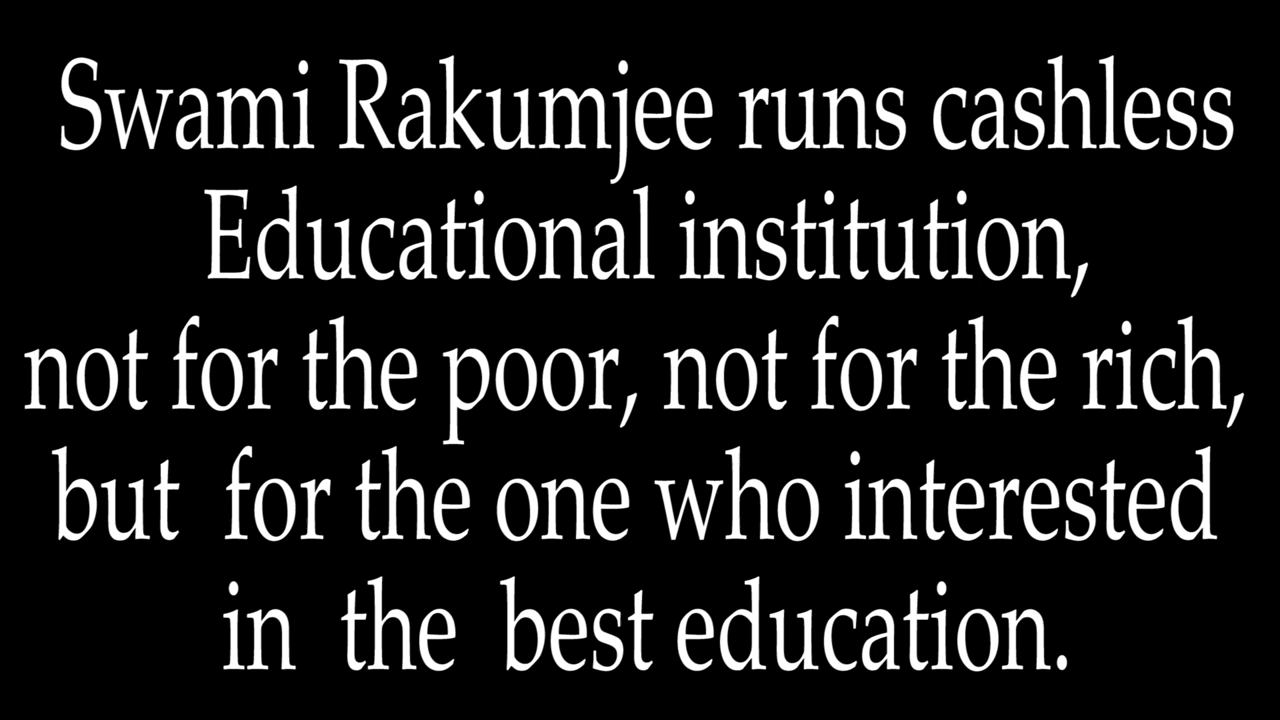 Swami Rakumjee runs cashless
Educational institution,
not for the poor, not for the rich,
but for the one who interested
in the best education.